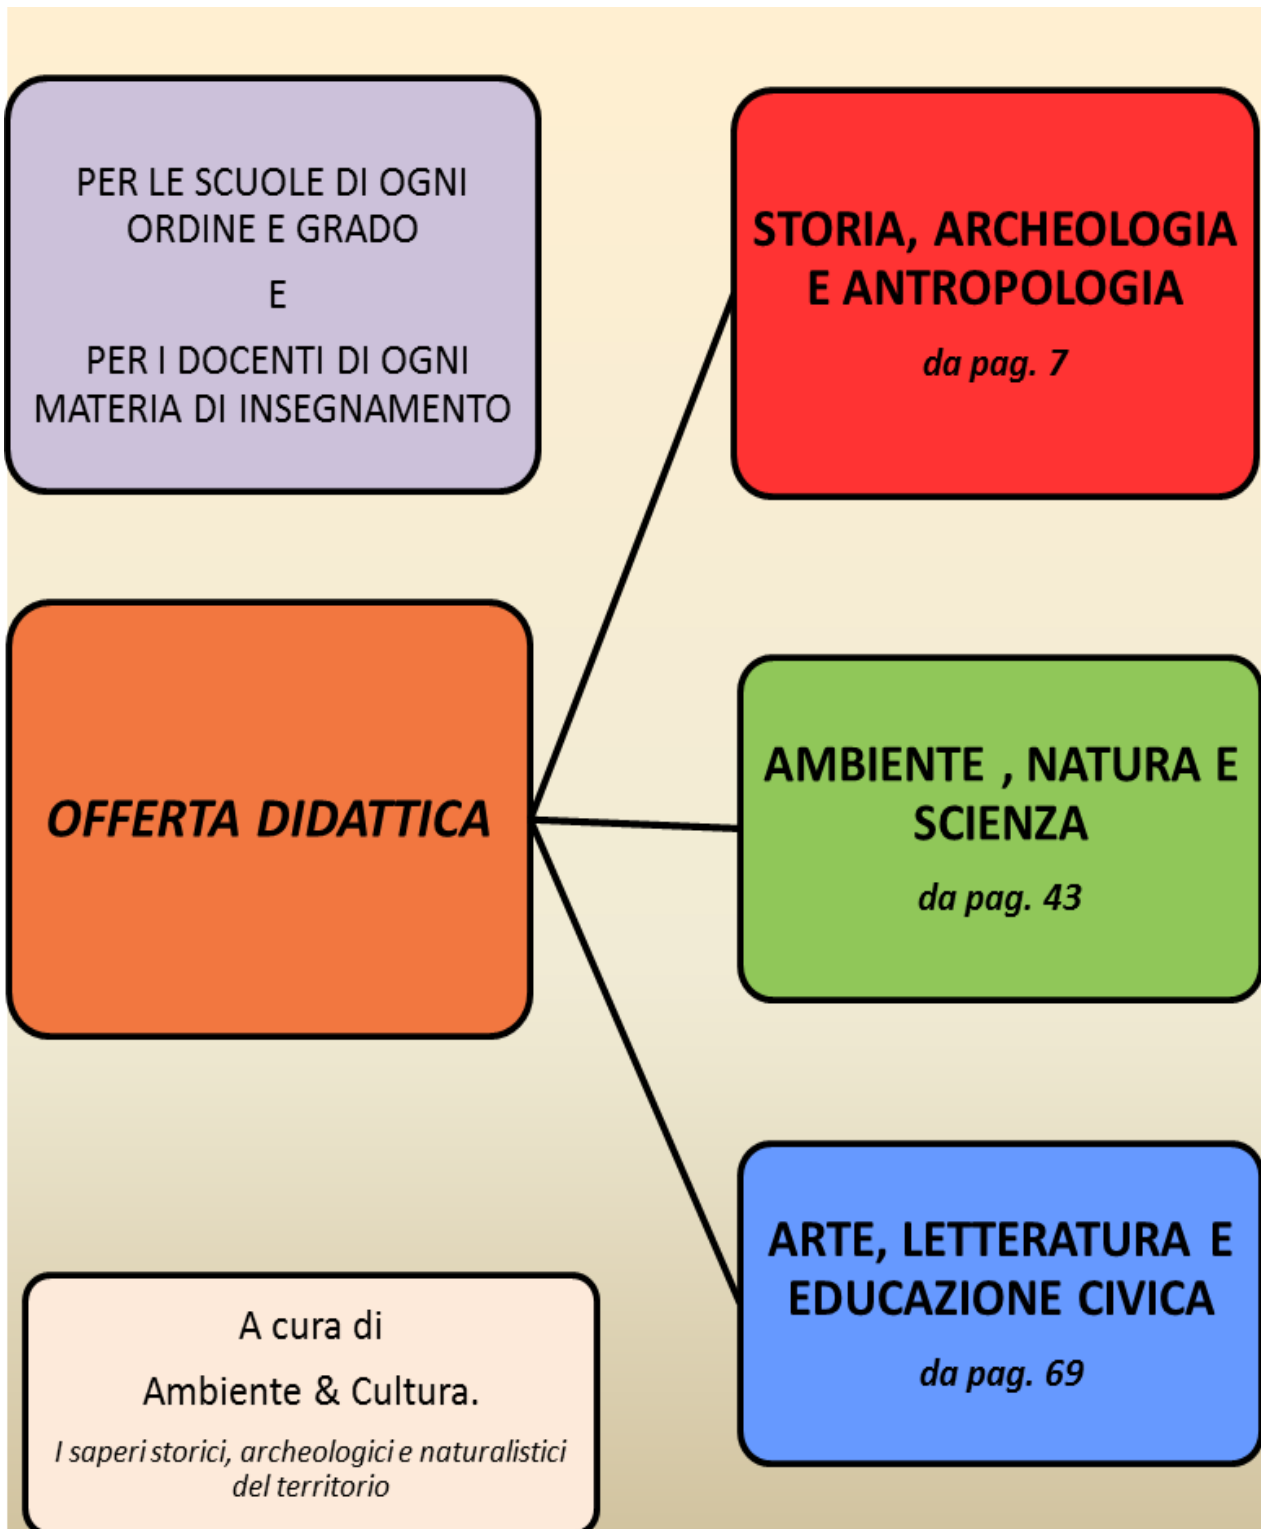 PER LE SCUOLE DI OGNI
ORDINE E GRADO
E
PER I DOCENTI DI OGNI
MATERIA DI INSEGNAMENTO
OFFERTA DIDATTICA
STORIA, ARCHEOLOGIA
E ANTROPOLOGIA
da pag. 7
AMBIENTE , NATURA E
SCIENZA
da pag. 43
ARTE, LETTERATURA E
EDUCAZIONE CIVICA
da pag. 69
A cura di
Ambiente & Cultura.
I saperi storici, archeologici e naturalistici
del territorio